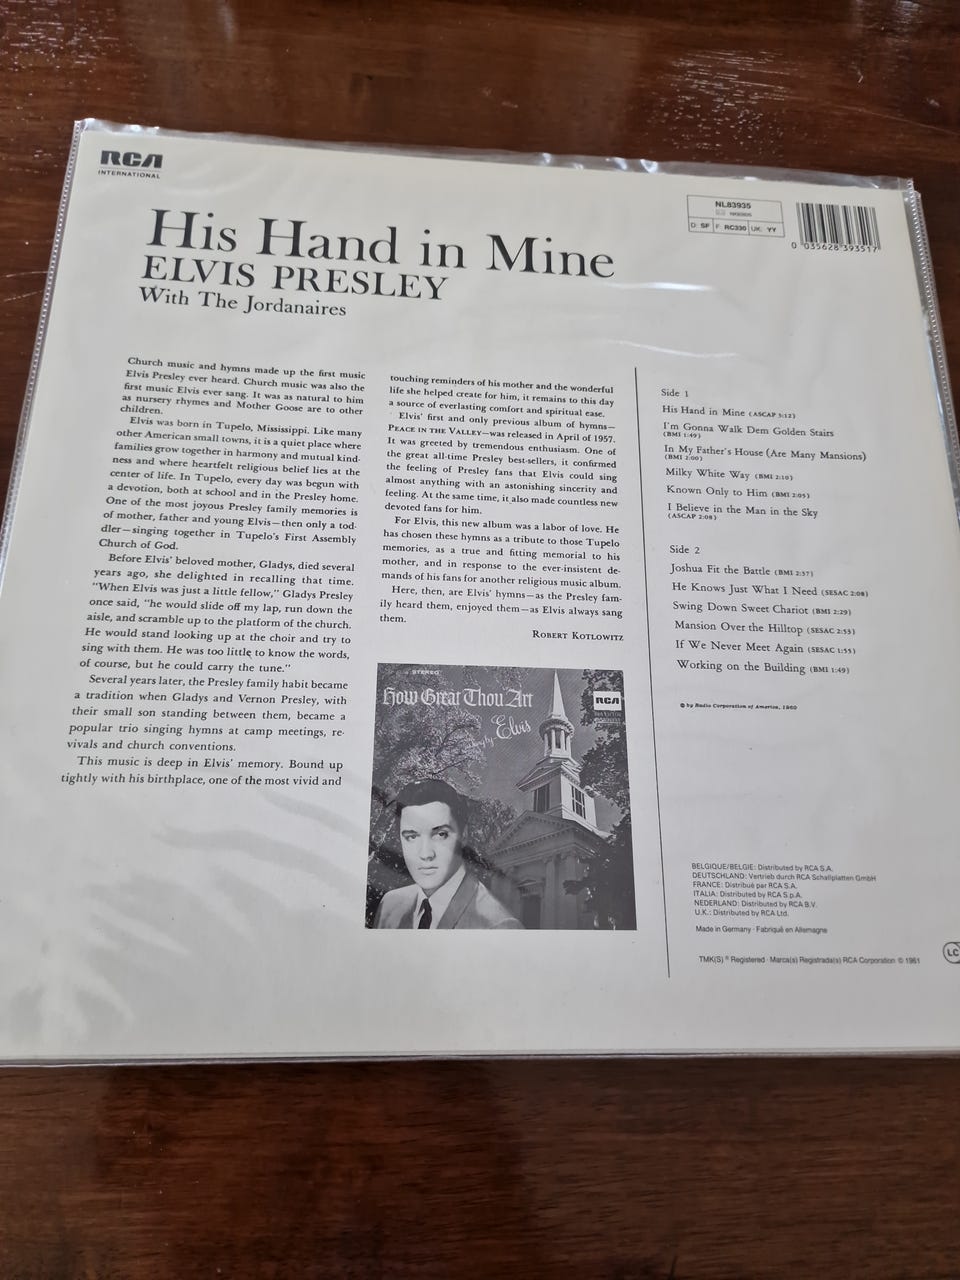 RCA
INTERNATIONAL
His Hand in Mine
ELVIS PRESLEY
With The Jordanaires
NL83935
D: SF F: RC330 UK: YY
0 035628 393517
Church music and hymns made up the first music
Elvis Presley ever heard. Church music was also the
first music Elvis ever sang. It was as natural to him
as nursery rhymes and Mother Goose are to other
children.
Elvis was born in Tupelo, Mississippi. Like many
other American small towns, it is a quiet place where
families grow together in harmony and mutual kind-
ness and where heartfelt religious belief lies at the
center of life. In Tupelo, every day was begun with
a devotion, both at school and in the Presley home.
One of the most joyous Presley family memories is
of mother, father and young Elvis—then only a tod-
dler—singing together in Tupelo's First Assembly
Church of God.
Before Elvis' beloved mother, Gladys, died several
years ago, she delighted in recalling that time.
"When Elvis was just a little fellow," Gladys Presley
once said, "he would slide off my lap, run down the
aisle, and scramble up to the platform of the church.
He would stand looking up at the choir and try to
sing with them. He was too little to know the words,
of course, but he could carry the tune."
Several years later, the Presley family habit became
a tradition when Gladys and Vernon Presley, with
their small son standing between them, became a
popular trio singing hymns at camp meetings, re-
vivals and church conventions.
This music is deep in Elvis' memory. Bound up
tightly with his birthplace, one of the most vivid and
touching reminders of his mother and the wonderful
life she helped create for him, it remains to this day
a source of everlasting comfort and spiritual ease.
Elvis' first and only previous album of hymns—
PEACE IN THE VALLEY—was released in April of 1957.
It was greeted by tremendous enthusiasm. One of
the great all-time Presley best-sellers, it confirmed
the feeling of Presley fans that Elvis could sing
almost anything with an astonishing sincerity and
feeling. At the same time, it also made countless new
devoted fans for him.
For Elvis, this new album was a labor of love. He
has chosen these hymns as a tribute to those Tupelo
memories, as a true and fitting memorial to his
mother, and in response to the ever-insistent de-
mands of his fans for another religious music album.
Here, then, are Elvis' hymns—as the Presley fam-
ily heard them, enjoyed them—as Elvis always sang
them.
ROBERT KOTLOWITZ
STEREO
How Great Thou Art
Elvis
RCA
Side 1
His Hand in Mine (ASCAP 3:12)
I'm Gonna Walk Dem Golden Stairs
(BMI 1:49)
In My Father's House (Are Many Mansions)
(BMI 2:00)
Milky White Way (BMI 2:10)
Known Only to Him (BMI 2:05)
I Believe in the Man in the Sky
(ASCAP 2:08)
Side 2
Joshua Fit the Battle (BMI 2:37)
He Knows Just What I Need (SESAC 2:08)
Swing Down Sweet Chariot (BMI 2:29)
Mansion Over the Hilltop (SESAC 2:53)
If We Never Meet Again (SESAC 1:55)
Working on the Building (BMI 1:49)
© by Radio Corporation of America, 1960
BELGIQUE/BELGIE: Distributed by RCA S.A.
DEUTSCHLAND: Vertrieb durch RCA Schallplatten GmbH
FRANCE: Distribué par RCA S.A.
ITALIA: Distributed by RCA S.p.A.
NEDERLAND: Distributed by RCA B.V.
U.K.: Distributed by RCA Ltd.
Made in Germany · Fabriqué en Allemagne
TMK(S) ® Registered · Marca(s) Registrada(s) RCA Corporation © 1981
LC